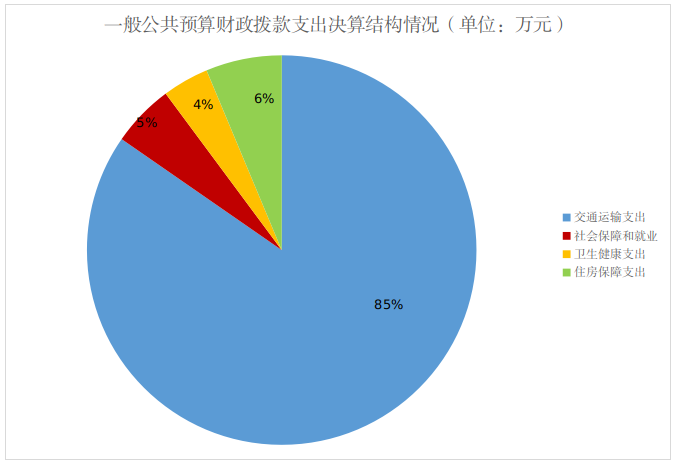 一般公共预算财政拨款支出决算结构情况（单位：万元）
6%
4%
5%
85%
交通运输支出
社会保障和就业
卫生健康支出
住房保障支出